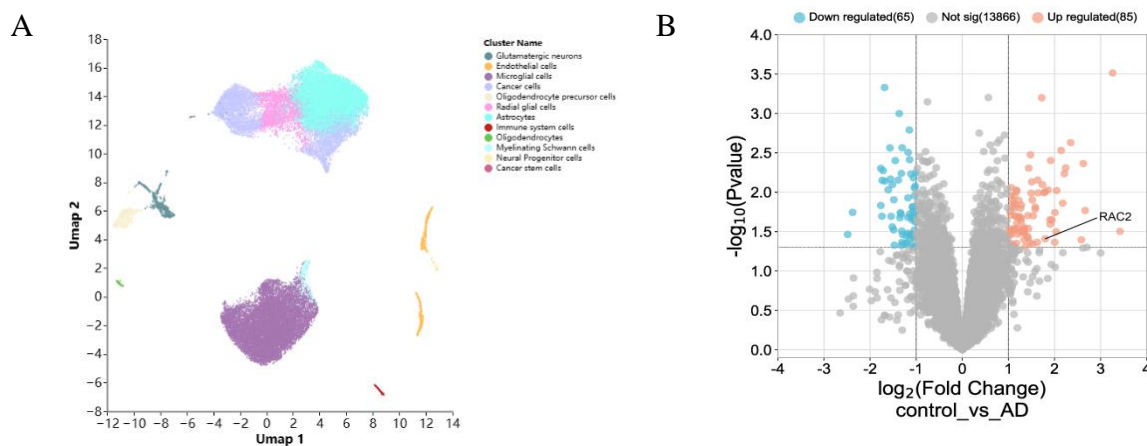 A
18
16
14
12
10
8
6
4
2
0
−2
−4
−6
−8
Umap 2
−12 −10 −8 −6 −4 −2 0 2 4 6 8 10 12 14
Umap 1
Cluster Name
Glutamatergic neurons
Endothelial cells
Microglial cells
Cancer cells
Oligodendrocyte precursor cells
Radial glial cells
Astrocytes
Immune system cells
Oligodendrocytes
Myelinating Schwann cells
Neural Progenitor cells
Cancer stem cells
B
Down regulated(65) Not sig(13866) Up regulated(85)
4.0
3.5
3.0
2.5
2.0
1.5
1.0
0.5
0.0
-log10(Pvalue)
RAC2
-4 -3 -2 -1 0 1 2 3 4
log2(Fold Change)
control_vs_AD